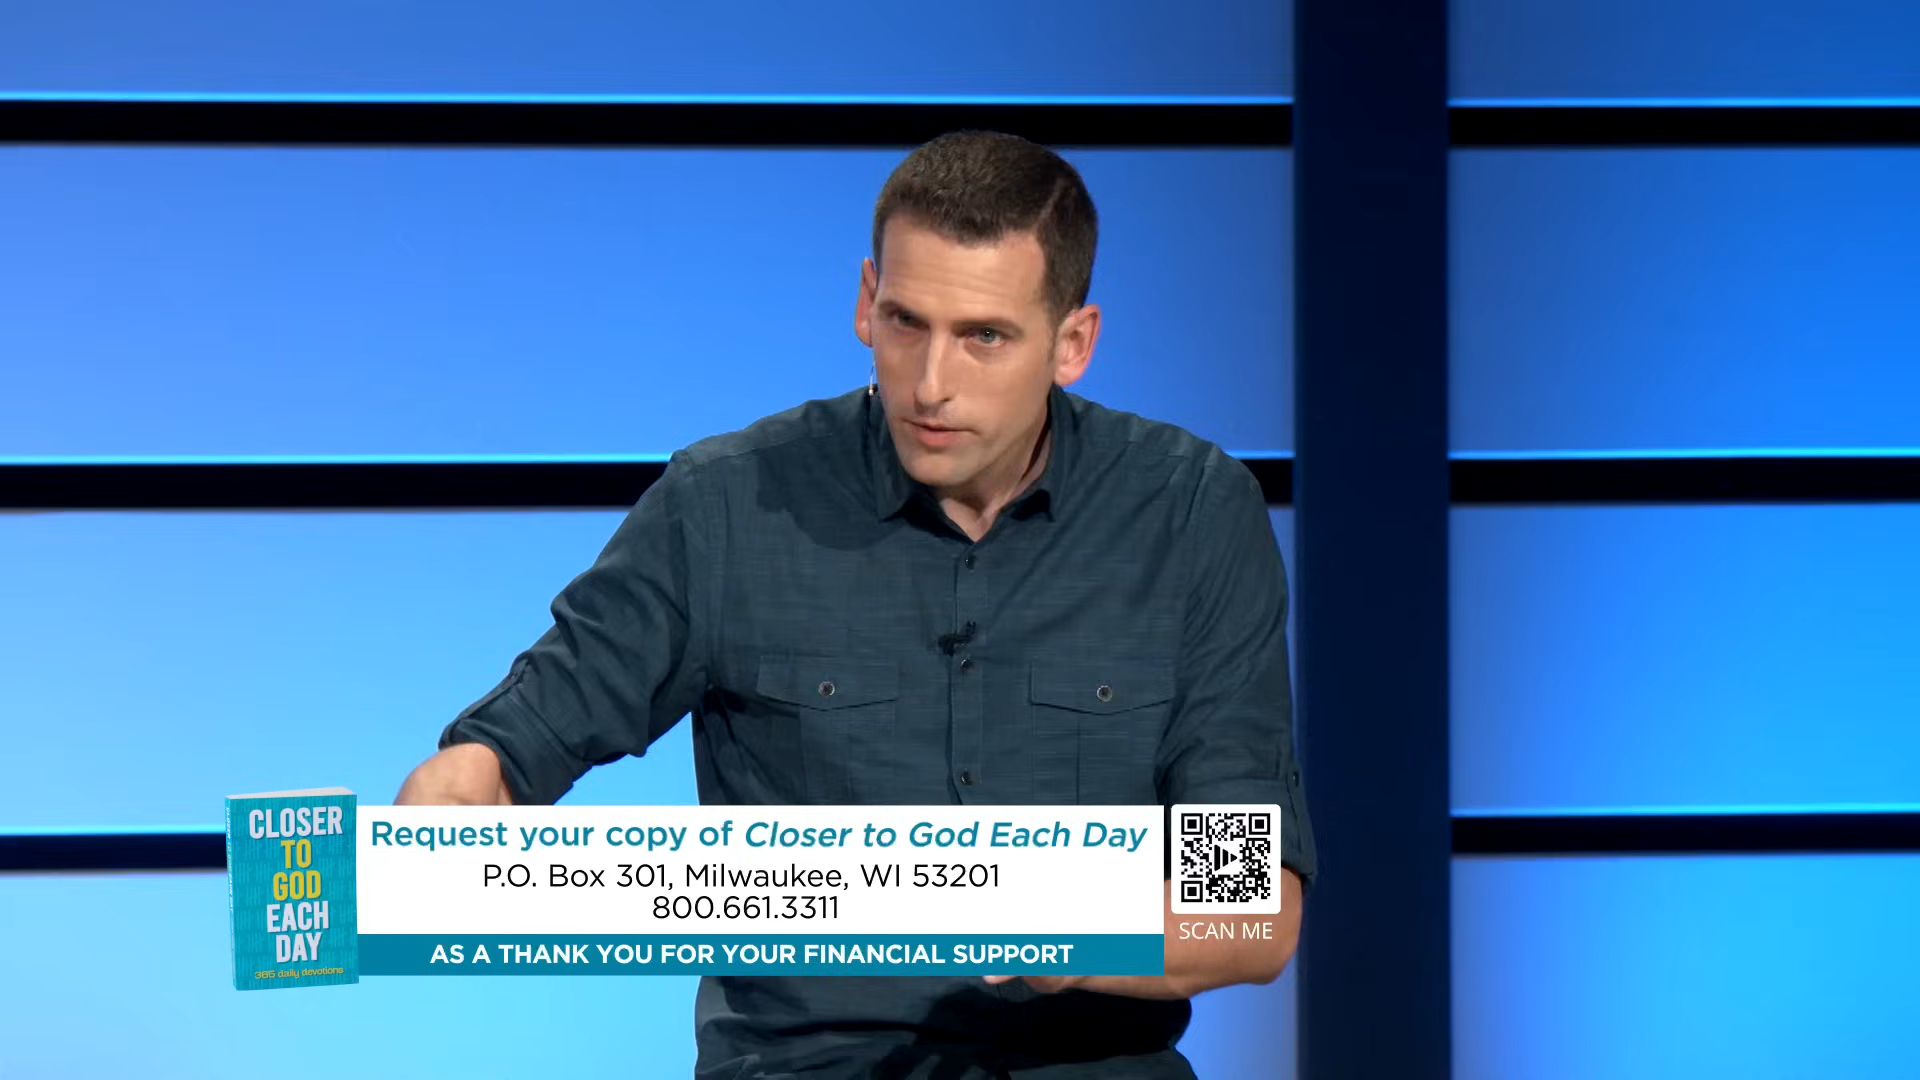 CLOSER
TO
GOD
EACH
DAY
365 daily devotions
Request your copy of Closer to God Each Day
P.O. Box 301, Milwaukee, WI 53201
800.661.3311
AS A THANK YOU FOR YOUR FINANCIAL SUPPORT
SCAN ME